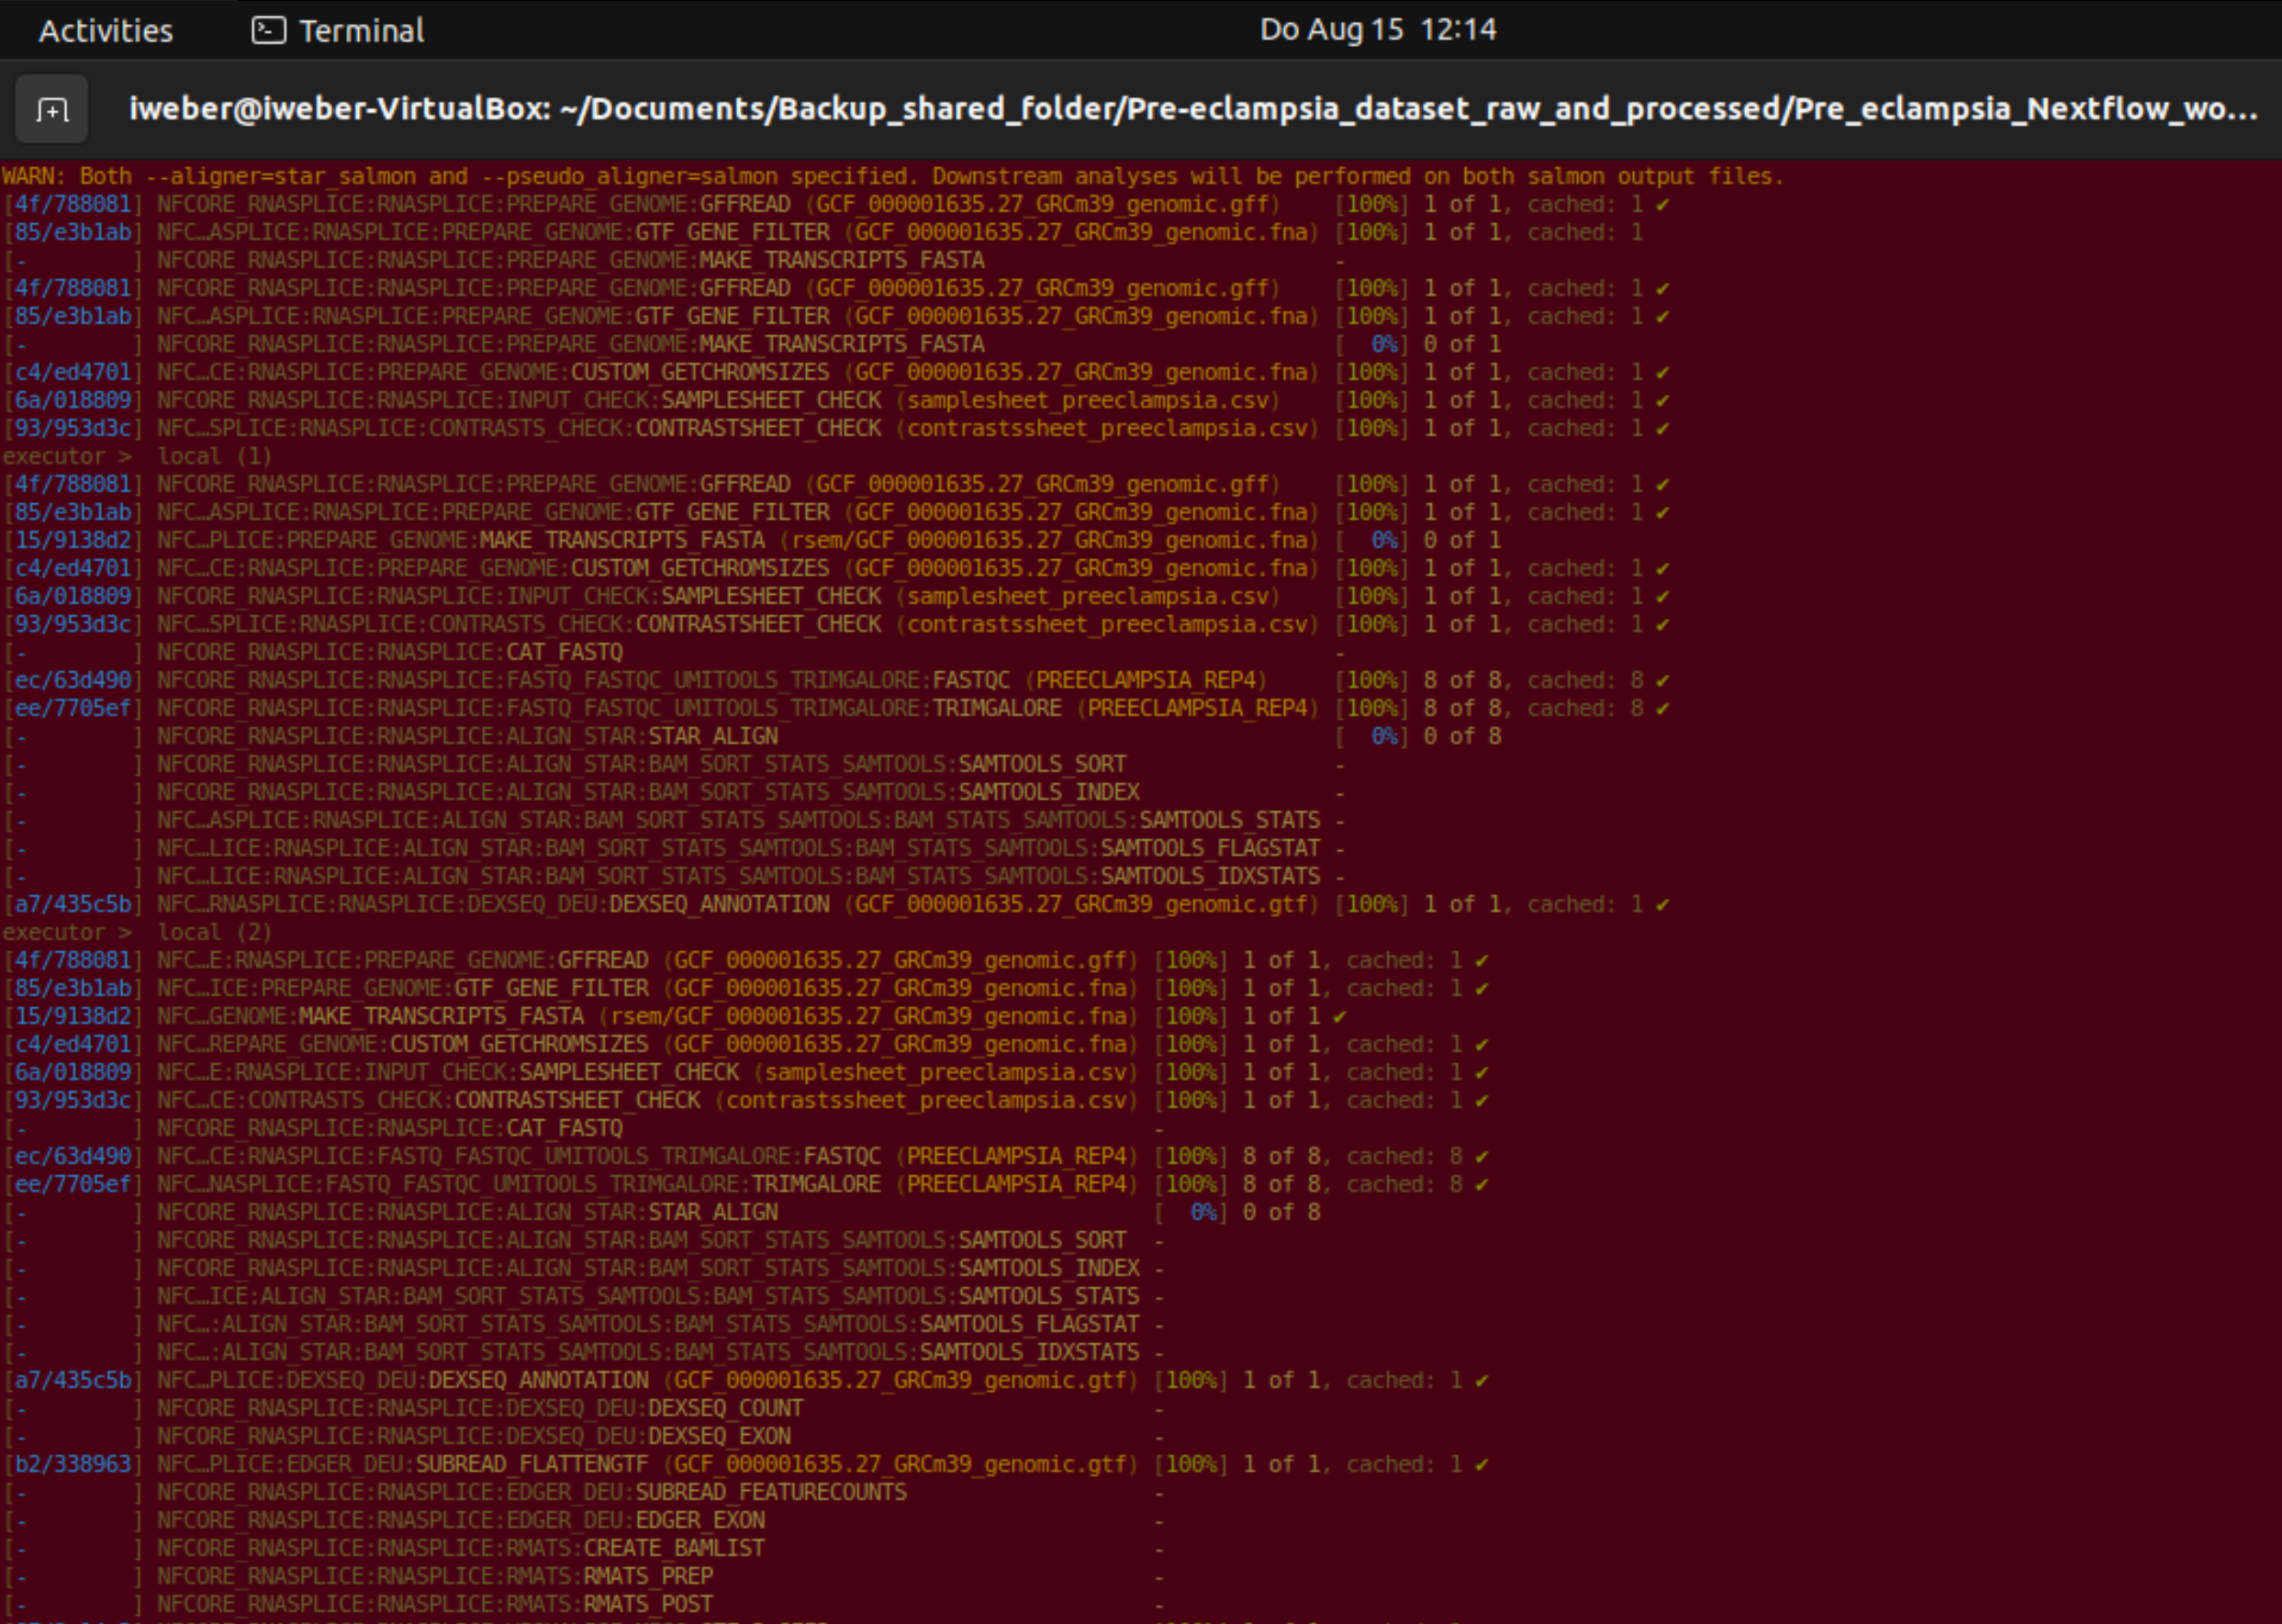 Activities Terminal Do Aug 15 12:14
iweber@iweber-VirtualBox: ~/Documents/Backup_shared_folder/Pre-eclampsia_dataset_raw_and_processed/Pre_eclampsia_Nextflow_wo...
WARN: Both --aligner=star_salmon and --pseudo_aligner=salmon specified. Downstream analyses will be performed on both salmon output files.
[4f/788081] NFCORE_RNASPLICE:RNASPLICE:PREPARE_GENOME:GFFREAD (GCF_000001635.27_GRCm39_genomic.gff) [100%] 1 of 1, cached: 1 ✔
[85/e3b1ab] NFC…ASPLICE:RNASPLICE:PREPARE_GENOME:GTF_GENE_FILTER (GCF_000001635.27_GRCm39_genomic.fna) [100%] 1 of 1, cached: 1
[- ] NFCORE_RNASPLICE:RNASPLICE:PREPARE_GENOME:MAKE_TRANSCRIPTS_FASTA -
[4f/788081] NFCORE_RNASPLICE:RNASPLICE:PREPARE_GENOME:GFFREAD (GCF_000001635.27_GRCm39_genomic.gff) [100%] 1 of 1, cached: 1 ✔
[85/e3b1ab] NFC…ASPLICE:RNASPLICE:PREPARE_GENOME:GTF_GENE_FILTER (GCF_000001635.27_GRCm39_genomic.fna) [100%] 1 of 1, cached: 1 ✔
[- ] NFCORE_RNASPLICE:RNASPLICE:PREPARE_GENOME:MAKE_TRANSCRIPTS_FASTA [ 0%] 0 of 1
[c4/ed4701] NFC…CE:RNASPLICE:PREPARE_GENOME:CUSTOM_GETCHROMSIZES (GCF_000001635.27_GRCm39_genomic.fna) [100%] 1 of 1, cached: 1 ✔
[6a/018809] NFCORE_RNASPLICE:RNASPLICE:INPUT_CHECK:SAMPLESHEET_CHECK (samplesheet_preeclampsia.csv) [100%] 1 of 1, cached: 1 ✔
[93/953d3c] NFC…SPLICE:RNASPLICE:CONTRASTS_CHECK:CONTRASTSHEET_CHECK (contrastssheet_preeclampsia.csv) [100%] 1 of 1, cached: 1 ✔
executor > local (1)
[4f/788081] NFCORE_RNASPLICE:RNASPLICE:PREPARE_GENOME:GFFREAD (GCF_000001635.27_GRCm39_genomic.gff) [100%] 1 of 1, cached: 1 ✔
[85/e3b1ab] NFC…ASPLICE:RNASPLICE:PREPARE_GENOME:GTF_GENE_FILTER (GCF_000001635.27_GRCm39_genomic.fna) [100%] 1 of 1, cached: 1 ✔
[15/9138d2] NFC…PLICE:PREPARE_GENOME:MAKE_TRANSCRIPTS_FASTA (rsem/GCF_000001635.27_GRCm39_genomic.fna) [ 0%] 0 of 1
[c4/ed4701] NFC…CE:RNASPLICE:PREPARE_GENOME:CUSTOM_GETCHROMSIZES (GCF_000001635.27_GRCm39_genomic.fna) [100%] 1 of 1, cached: 1 ✔
[6a/018809] NFCORE_RNASPLICE:RNASPLICE:INPUT_CHECK:SAMPLESHEET_CHECK (samplesheet_preeclampsia.csv) [100%] 1 of 1, cached: 1 ✔
[93/953d3c] NFC…SPLICE:RNASPLICE:CONTRASTS_CHECK:CONTRASTSHEET_CHECK (contrastssheet_preeclampsia.csv) [100%] 1 of 1, cached: 1 ✔
[- ] NFCORE_RNASPLICE:RNASPLICE:CAT_FASTQ -
[ec/63d490] NFCORE_RNASPLICE:RNASPLICE:FASTQ_FASTQC_UMITOOLS_TRIMGALORE:FASTQC (PREECLAMPSIA_REP4) [100%] 8 of 8, cached: 8 ✔
[ee/7705ef] NFCORE_RNASPLICE:RNASPLICE:FASTQ_FASTQC_UMITOOLS_TRIMGALORE:TRIMGALORE (PREECLAMPSIA_REP4) [100%] 8 of 8, cached: 8 ✔
[- ] NFCORE_RNASPLICE:RNASPLICE:ALIGN_STAR:STAR_ALIGN [ 0%] 0 of 8
[- ] NFCORE_RNASPLICE:RNASPLICE:ALIGN_STAR:BAM_SORT_STATS_SAMTOOLS:SAMTOOLS_SORT -
[- ] NFCORE_RNASPLICE:RNASPLICE:ALIGN_STAR:BAM_SORT_STATS_SAMTOOLS:SAMTOOLS_INDEX -
[- ] NFC…ASPLICE:RNASPLICE:ALIGN_STAR:BAM_SORT_STATS_SAMTOOLS:BAM_STATS_SAMTOOLS:SAMTOOLS_STATS -
[- ] NFC…LICE:RNASPLICE:ALIGN_STAR:BAM_SORT_STATS_SAMTOOLS:BAM_STATS_SAMTOOLS:SAMTOOLS_FLAGSTAT -
[- ] NFC…LICE:RNASPLICE:ALIGN_STAR:BAM_SORT_STATS_SAMTOOLS:BAM_STATS_SAMTOOLS:SAMTOOLS_IDXSTATS -
[a7/435c5b] NFC…RNASPLICE:RNASPLICE:DEXSEQ_DEU:DEXSEQ_ANNOTATION (GCF_000001635.27_GRCm39_genomic.gtf) [100%] 1 of 1, cached: 1 ✔
executor > local (2)
[4f/788081] NFC…E:RNASPLICE:PREPARE_GENOME:GFFREAD (GCF_000001635.27_GRCm39_genomic.gff) [100%] 1 of 1, cached: 1 ✔
[85/e3b1ab] NFC…ICE:PREPARE_GENOME:GTF_GENE_FILTER (GCF_000001635.27_GRCm39_genomic.fna) [100%] 1 of 1, cached: 1 ✔
[15/9138d2] NFC…GENOME:MAKE_TRANSCRIPTS_FASTA (rsem/GCF_000001635.27_GRCm39_genomic.fna) [100%] 1 of 1 ✔
[c4/ed4701] NFC…REPARE_GENOME:CUSTOM_GETCHROMSIZES (GCF_000001635.27_GRCm39_genomic.fna) [100%] 1 of 1, cached: 1 ✔
[6a/018809] NFC…E:RNASPLICE:INPUT_CHECK:SAMPLESHEET_CHECK (samplesheet_preeclampsia.csv) [100%] 1 of 1, cached: 1 ✔
[93/953d3c] NFC…CE:CONTRASTS_CHECK:CONTRASTSHEET_CHECK (contrastssheet_preeclampsia.csv) [100%] 1 of 1, cached: 1 ✔
[- ] NFCORE_RNASPLICE:RNASPLICE:CAT_FASTQ -
[ec/63d490] NFC…CE:RNASPLICE:FASTQ_FASTQC_UMITOOLS_TRIMGALORE:FASTQC (PREECLAMPSIA_REP4) [100%] 8 of 8, cached: 8 ✔
[ee/7705ef] NFC…NASPLICE:FASTQ_FASTQC_UMITOOLS_TRIMGALORE:TRIMGALORE (PREECLAMPSIA_REP4) [100%] 8 of 8, cached: 8 ✔
[- ] NFCORE_RNASPLICE:RNASPLICE:ALIGN_STAR:STAR_ALIGN [ 0%] 0 of 8
[- ] NFCORE_RNASPLICE:RNASPLICE:ALIGN_STAR:BAM_SORT_STATS_SAMTOOLS:SAMTOOLS_SORT -
[- ] NFCORE_RNASPLICE:RNASPLICE:ALIGN_STAR:BAM_SORT_STATS_SAMTOOLS:SAMTOOLS_INDEX -
[- ] NFC…ICE:ALIGN_STAR:BAM_SORT_STATS_SAMTOOLS:BAM_STATS_SAMTOOLS:SAMTOOLS_STATS -
[- ] NFC…:ALIGN_STAR:BAM_SORT_STATS_SAMTOOLS:BAM_STATS_SAMTOOLS:SAMTOOLS_FLAGSTAT -
[- ] NFC…:ALIGN_STAR:BAM_SORT_STATS_SAMTOOLS:BAM_STATS_SAMTOOLS:SAMTOOLS_IDXSTATS -
[a7/435c5b] NFC…PLICE:DEXSEQ_DEU:DEXSEQ_ANNOTATION (GCF_000001635.27_GRCm39_genomic.gtf) [100%] 1 of 1, cached: 1 ✔
[- ] NFCORE_RNASPLICE:RNASPLICE:DEXSEQ_DEU:DEXSEQ_COUNT -
[- ] NFCORE_RNASPLICE:RNASPLICE:DEXSEQ_DEU:DEXSEQ_EXON -
[b2/338963] NFC…PLICE:EDGER_DEU:SUBREAD_FLATTENGTF (GCF_000001635.27_GRCm39_genomic.gtf) [100%] 1 of 1, cached: 1 ✔
[- ] NFCORE_RNASPLICE:RNASPLICE:EDGER_DEU:SUBREAD_FEATURECOUNTS -
[- ] NFCORE_RNASPLICE:RNASPLICE:EDGER_DEU:EDGER_EXON -
[- ] NFCORE_RNASPLICE:RNASPLICE:RMATS:CREATE_BAMLIST -
[- ] NFCORE_RNASPLICE:RNASPLICE:RMATS:RMATS_PREP -
[- ] NFCORE_RNASPLICE:RNASPLICE:RMATS:RMATS_POST -